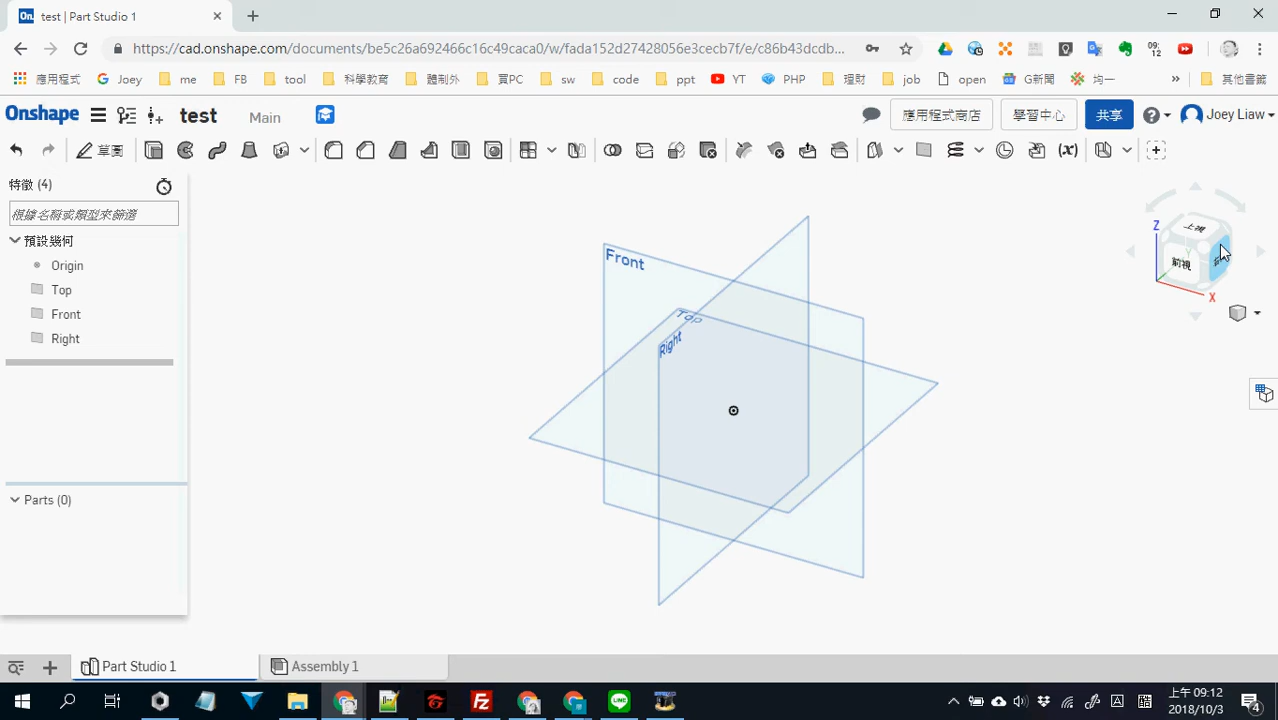 test | Part Studio 1
https://cad.onshape.com/documents/be5c26a692466c16c49caca0/w/fada152d27428056e3cecb7f/e/c86b43dcdb...
09:
12
應用程式
Joey
me
FB
tool
科學教育
體制外
買PC
sw
code
ppt
YT
PHP
理財
job
open
G新聞
均一
»
其他書籤
Onshape
test
Main
應用程式商店
學習中心
共享
Joey Liaw
草圖
(x)
特徵 (4)
根據名稱或類型來篩選
預設幾何
Origin
Top
Front
Right
Parts (0)
Front
Top
Right
上視
前視
Z
Y
X
Part Studio 1
Assembly 1
上午 09:12
2018/10/3
4